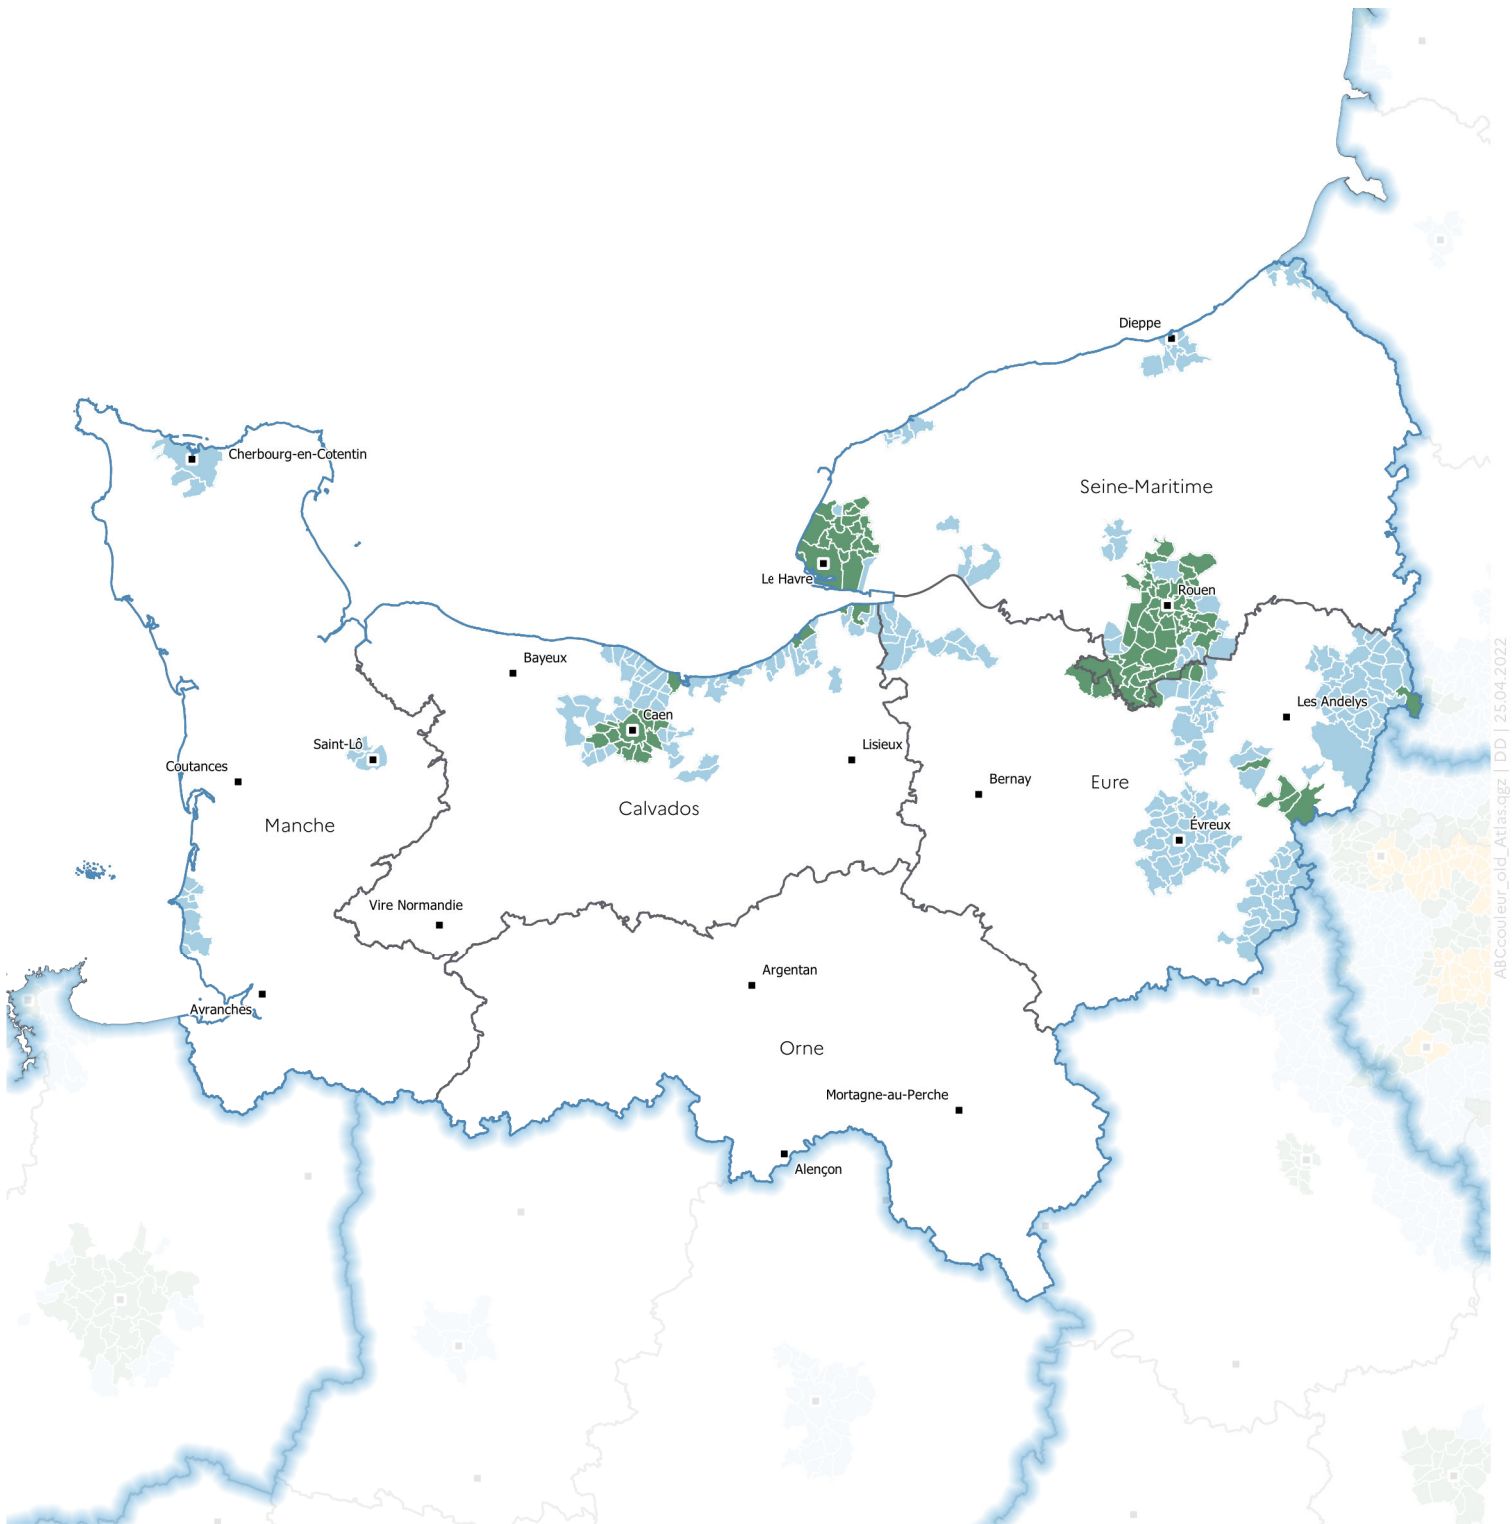 Dieppe
Cherbourg-en-Cotentin
Seine-Maritime
Le Havre
Rouen
Bayeux
Les Andelys
Caen
Saint-Lô
Lisieux
Coutances
Bernay
Eure
Calvados
Manche
Évreux
Vire Normandie
Argentan
Avranches
Orne
Mortagne-au-Perche
Alençon
ABCcouleur_old_Atlas.qgz | DD | 25.04.2022